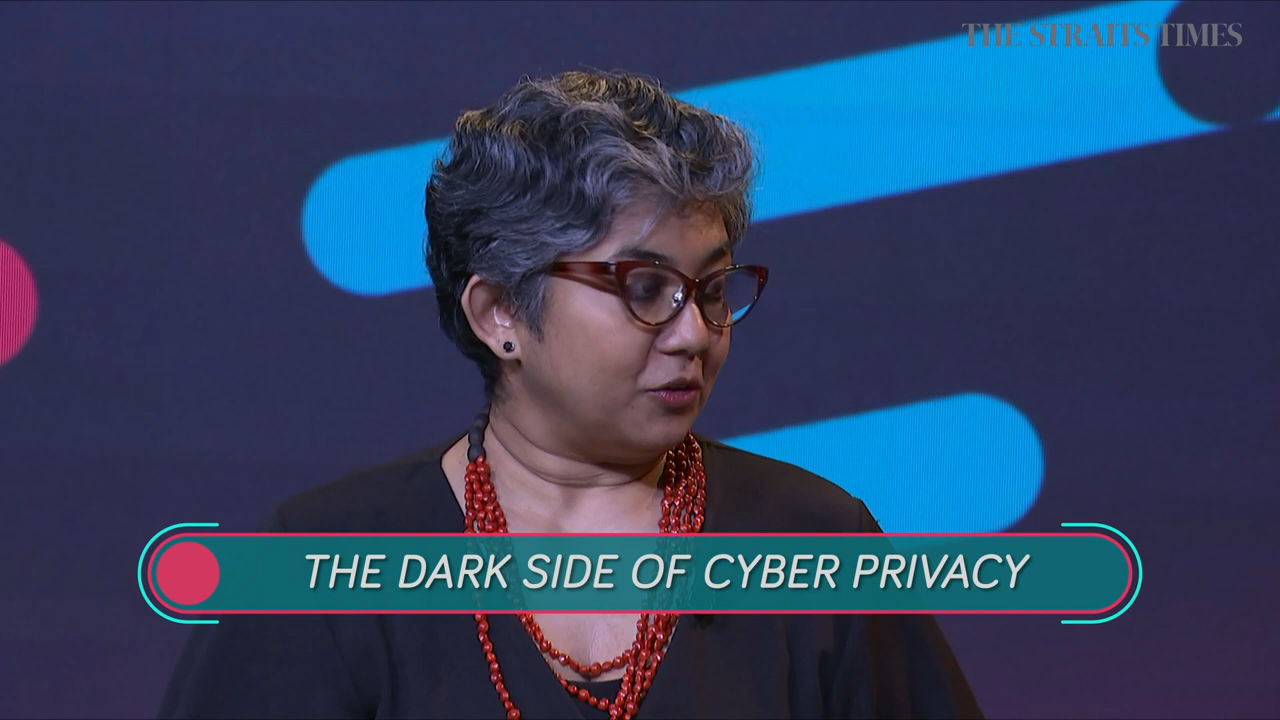 THE STRAITS TIMES
THE DARK SIDE OF CYBER PRIVACY